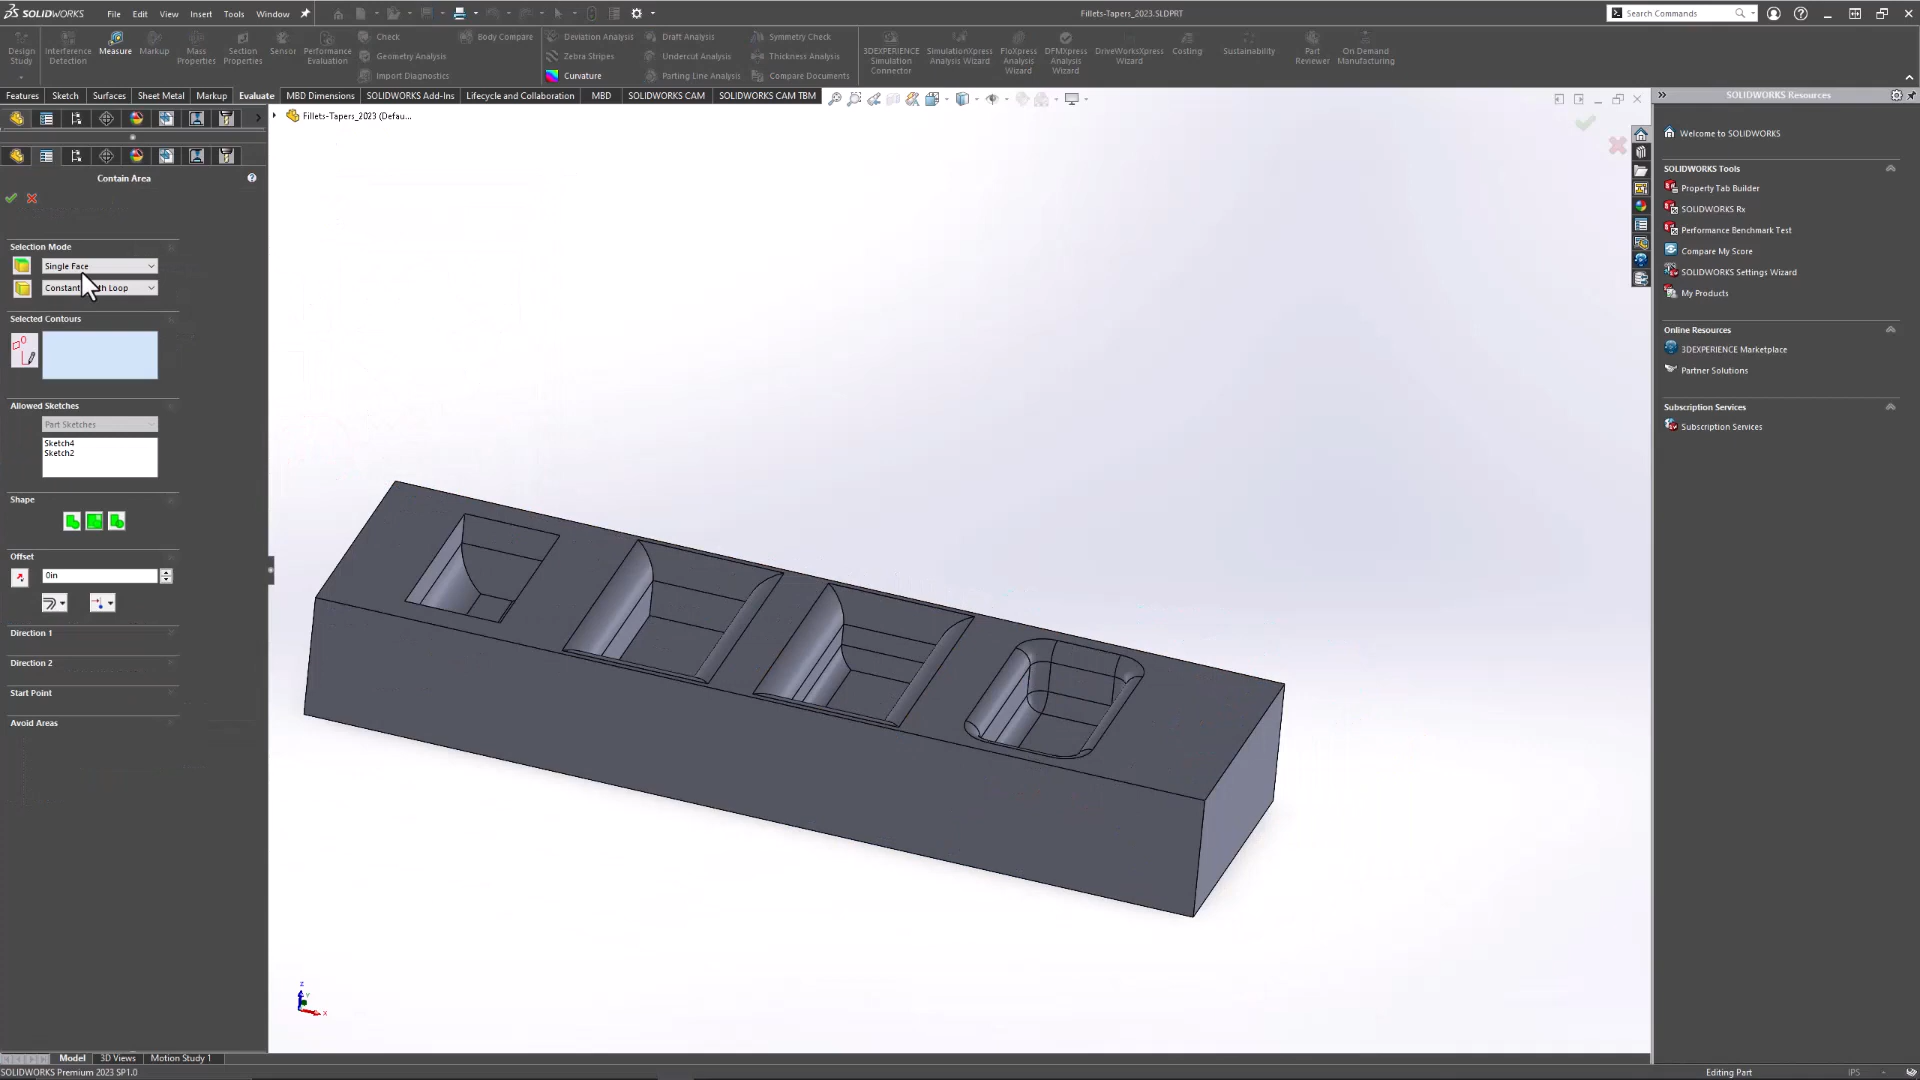 SOLIDWORKS File Edit View Insert Tools Window
Fillets-Tapers_2023.SLDPRT
Search Commands
Design Study
Interference Detection
Measure
Markup
Mass Properties
Section Properties
Sensor
Performance Evaluation
Check
Geometry Analysis
Import Diagnostics
Body Compare
Deviation Analysis
Zebra Stripes
Curvature
Draft Analysis
Undercut Analysis
Parting Line Analysis
Symmetry Check
Thickness Analysis
Compare Documents
3DEXPERIENCE Simulation Connector
SimulationXpress Analysis Wizard
FloXpress Analysis Wizard
DFMXpress Analysis Wizard
DriveWorksXpress Wizard
Costing
Sustainability
Part Reviewer
On Demand Manufacturing
Features Sketch Surfaces Sheet Metal Markup Evaluate MBD Dimensions SOLIDWORKS Add-Ins Lifecycle and Collaboration MBD SOLIDWORKS CAM SOLIDWORKS CAM TBM
Fillets-Tapers_2023 (Defau...
Contain Area
Selection Mode
Single Face
Constant
th Loop
Selected Contours
Allowed Sketches
Part Sketches
Sketch4
Sketch2
Shape
Offset
0in
Direction 1
Direction 2
Start Point
Avoid Areas
z
Y
x
SOLIDWORKS Resources
Welcome to SOLIDWORKS
SOLIDWORKS Tools
Property Tab Builder
SOLIDWORKS Rx
Performance Benchmark Test
Compare My Score
SOLIDWORKS Settings Wizard
My Products
Online Resources
3DEXPERIENCE Marketplace
Partner Solutions
Subscription Services
Subscription Services
Model 3D Views Motion Study 1
SOLIDWORKS Premium 2023 SP1.0
Editing Part
IPS